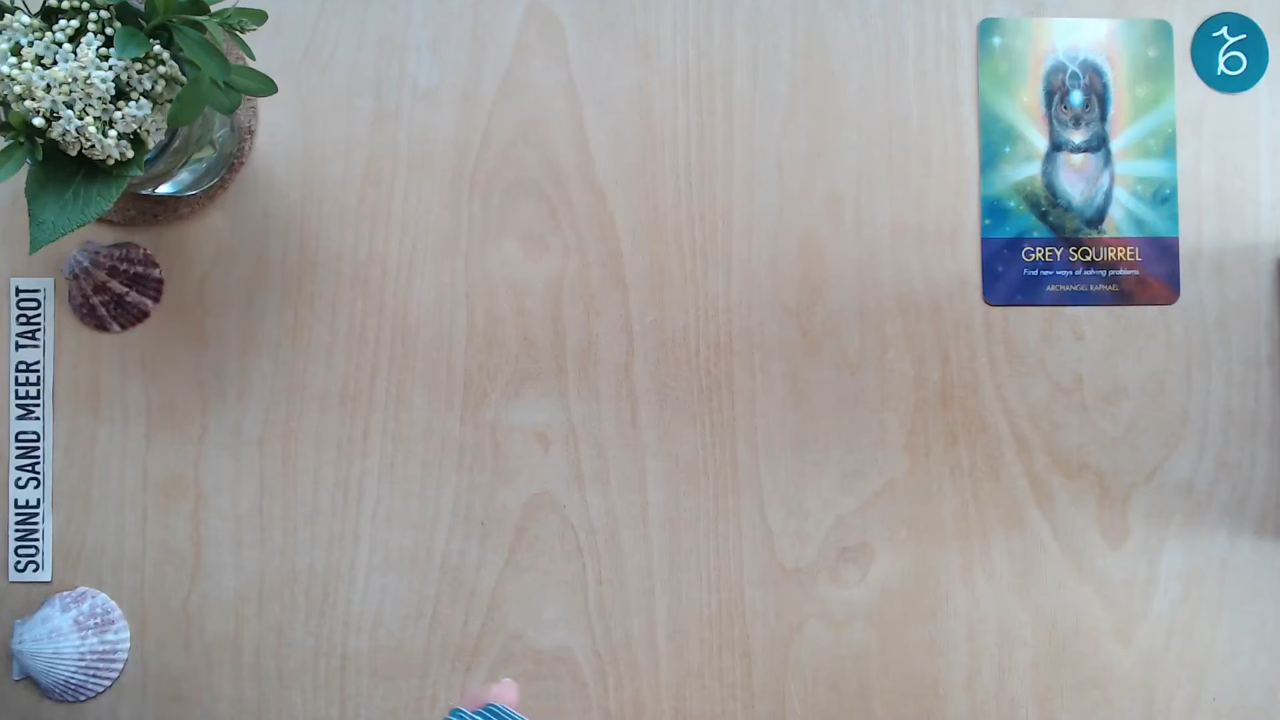 SONNE SAND MEER TAROT
GREY SQUIRREL
Find new ways of solving problems.
ARCHANGEL RAPHAEL
♑